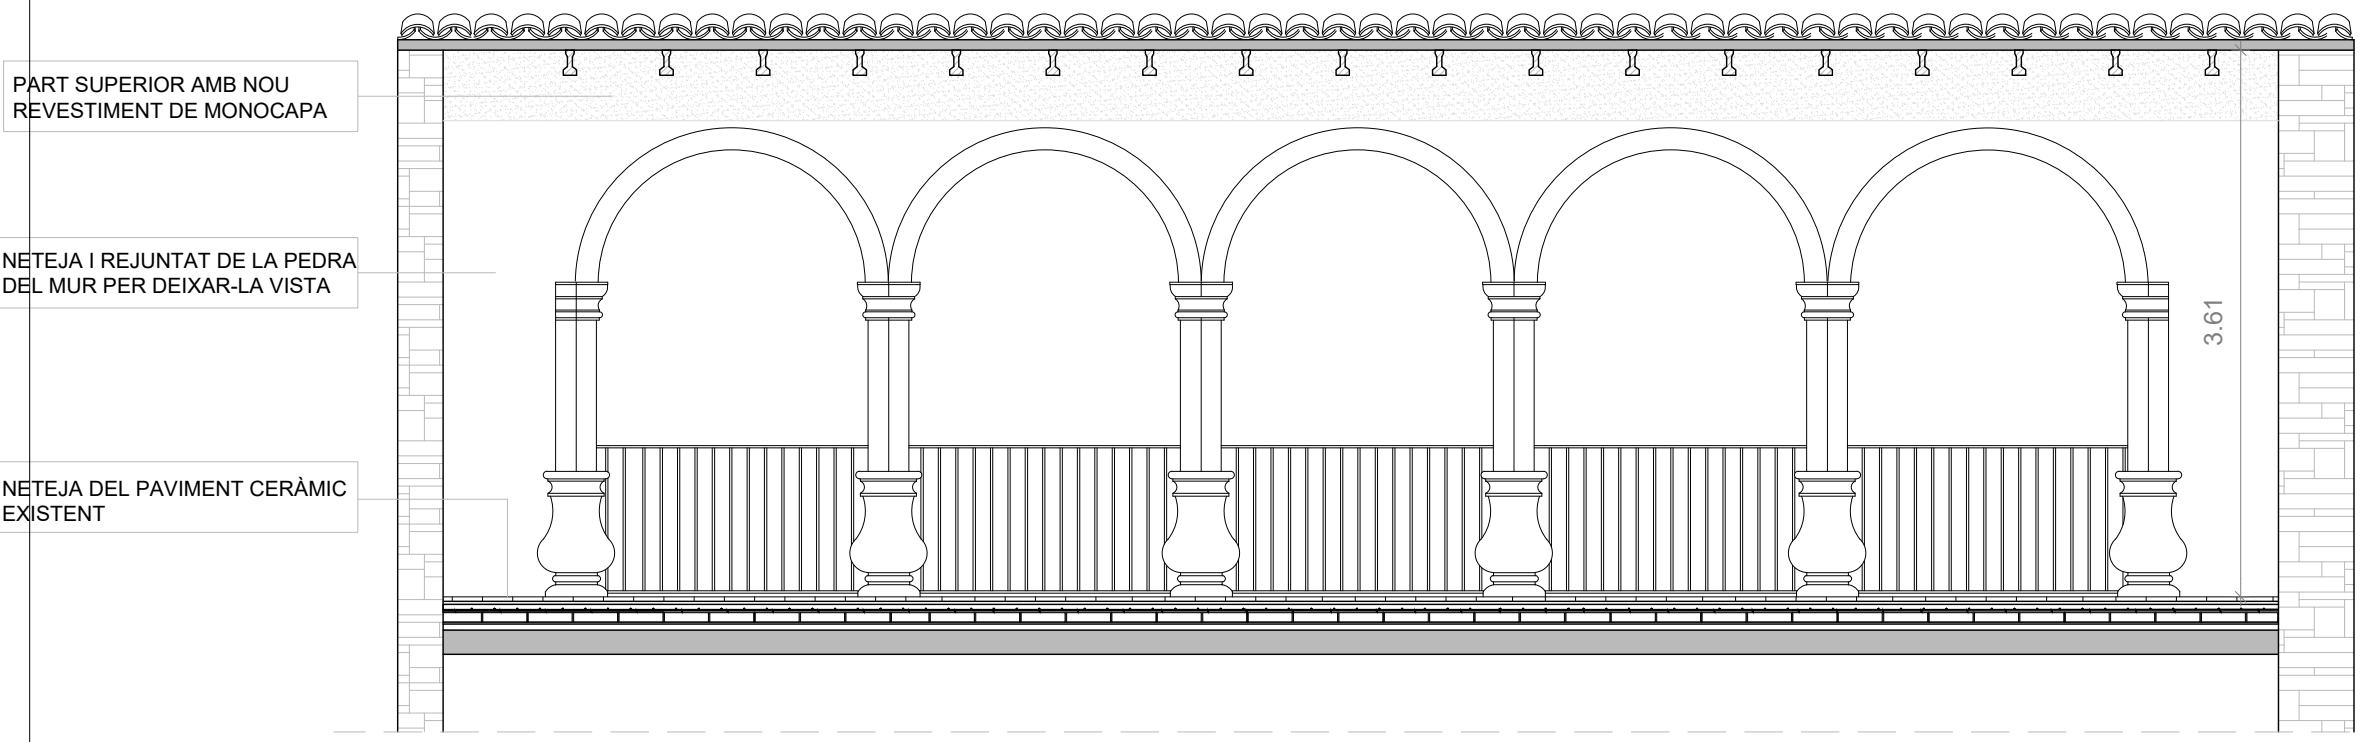 PART SUPERIOR AMB NOU
REVESTIMENT DE MONOCAPA
NETEJA I REJUNTAT DE LA PEDRA
DEL MUR PER DEIXAR-LA VISTA
3.61
NETEJA DEL PAVIMENT CERÀMIC
EXISTENT